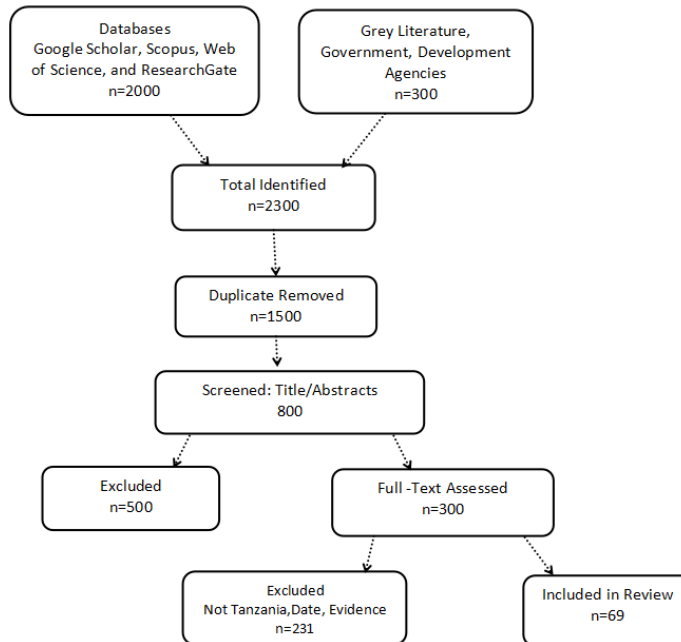 Databases
Google Scholar, Scopus, Web
of Science, and ResearchGate
n=2000
Grey Literature,
Government, Development
Agencies
n=300
Total Identified
n=2300
Duplicate Removed
n=1500
Screened: Title/Abstracts
800
Excluded
n=500
Full -Text Assessed
n=300
Excluded
Not Tanzania,Date, Evidence
n=231
Included in Review
n=69